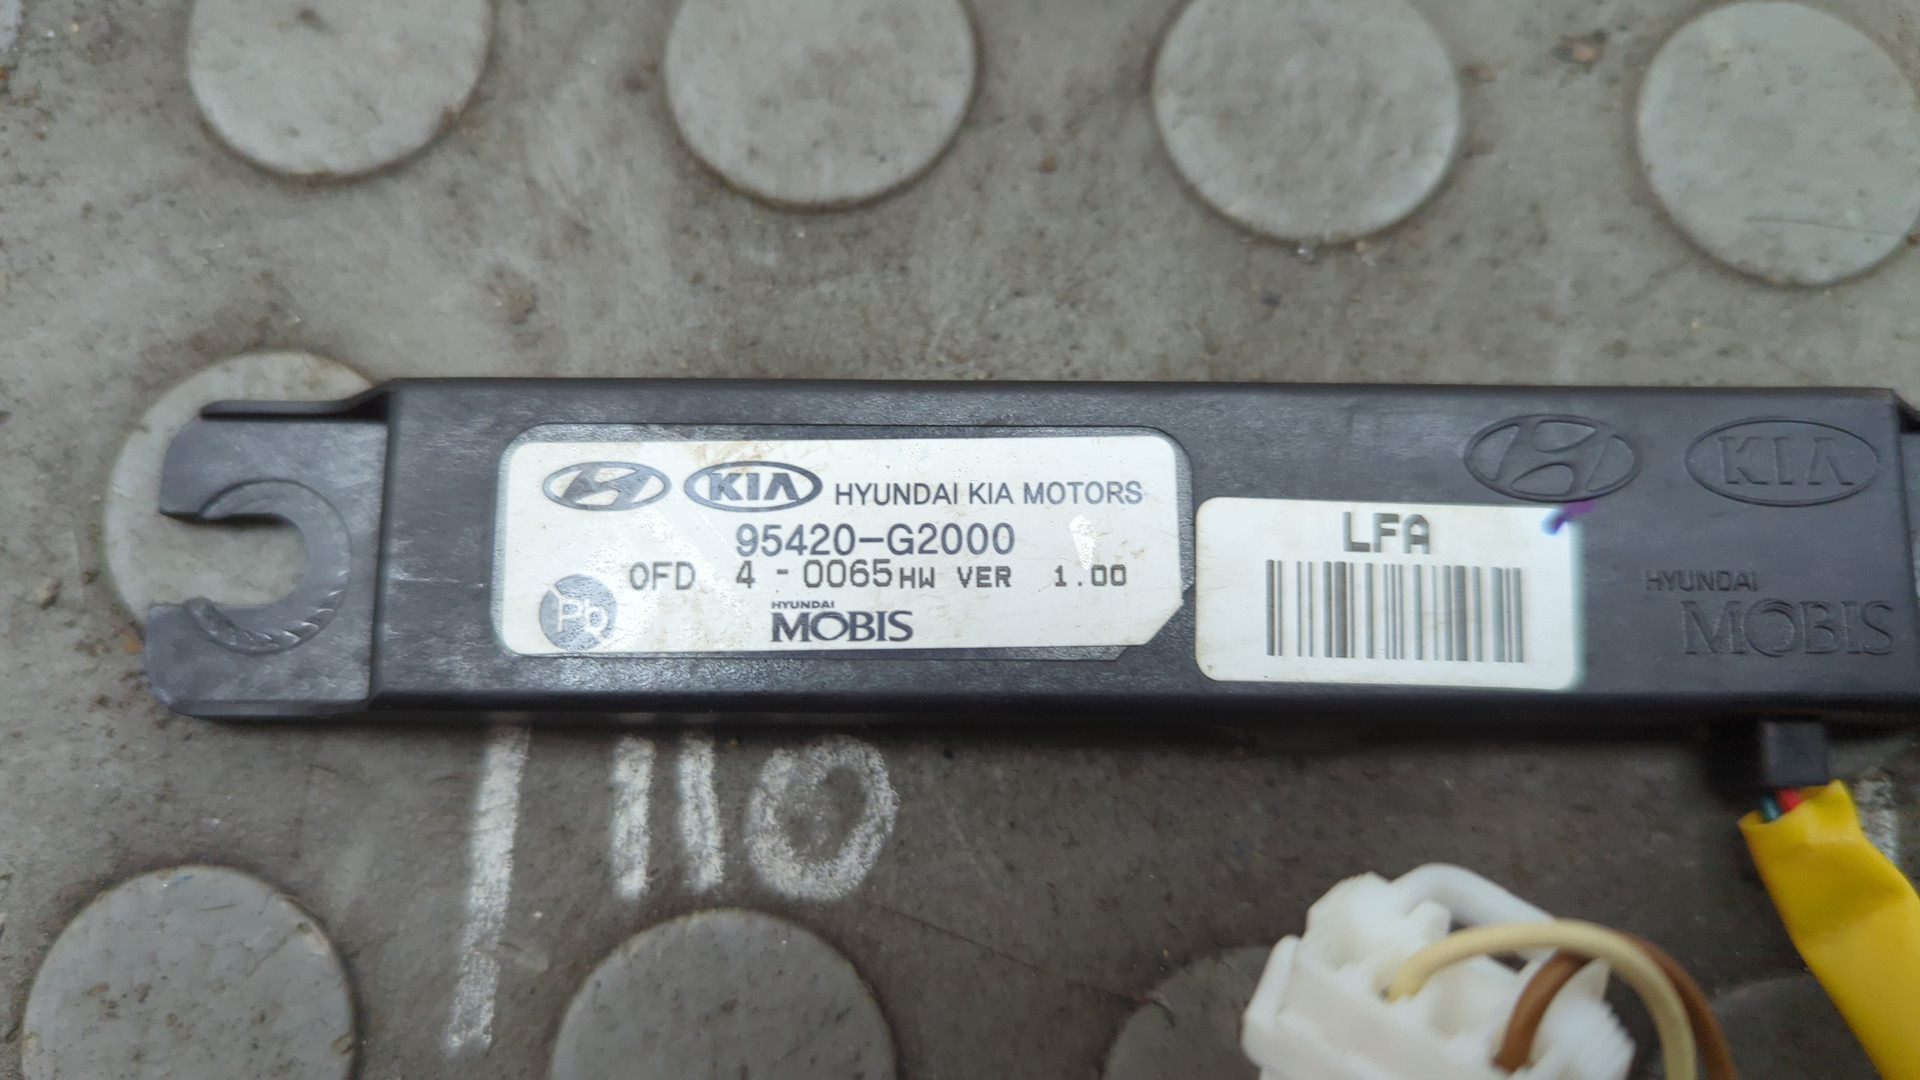 KIA HYUNDAI KIA MOTORS
95420-G2000
OFD 4 - 0065 HW VER 1.00
Pb
HYUNDAI
MOBIS
LFA
KIA
HYUNDAI
MOBIS
110